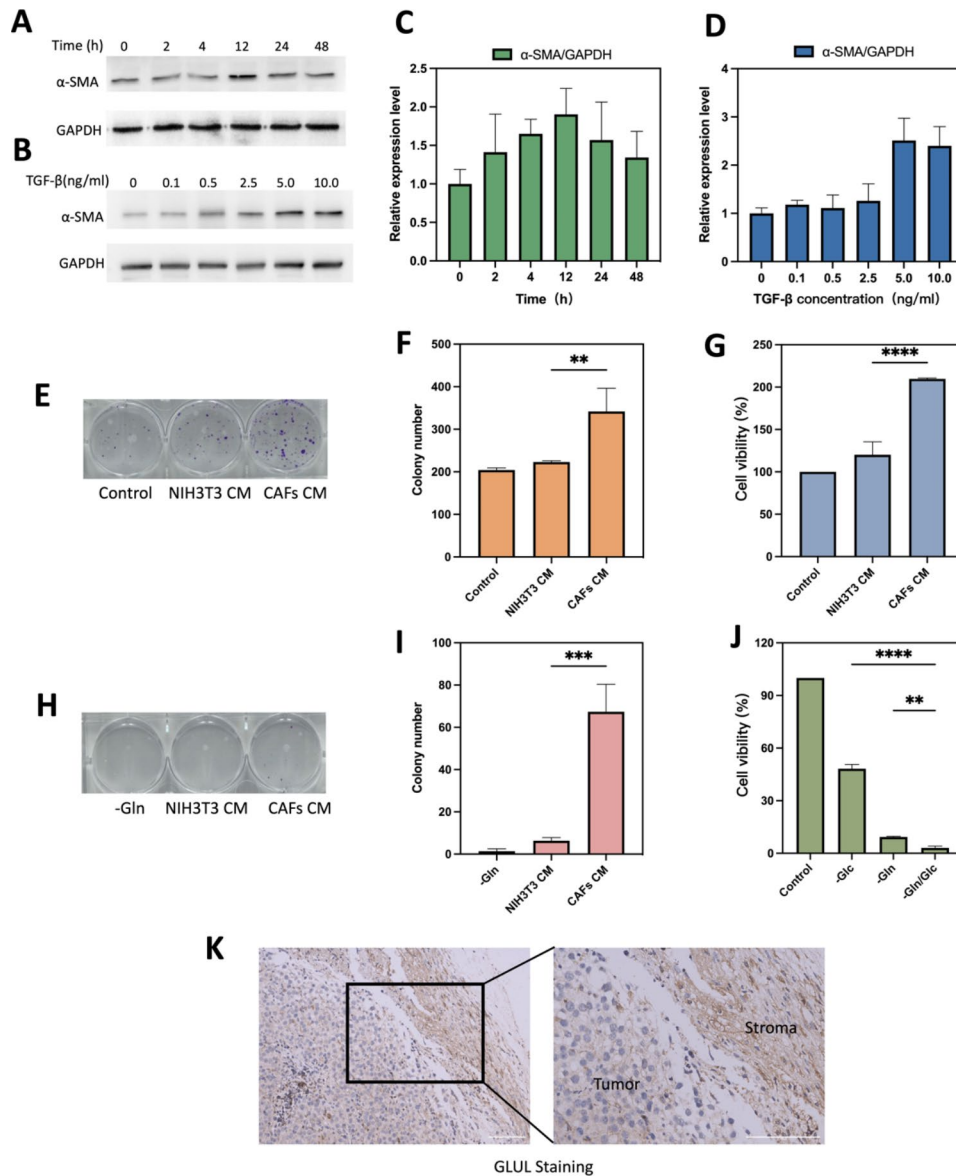 A
Time (h) 0 2 4 12 24 48
α-SMA
GAPDH
B
TGF-β(ng/ml) 0 0.1 0.5 2.5 5.0 10.0
α-SMA
GAPDH
C
α-SMA/GAPDH
Relative expression level
2.5
2.0
1.5
1.0
0.5
0.0
0 2 4 12 24 48
Time (h)
D
α-SMA/GAPDH
Relative expression level
4
3
2
1
0
0 0.1 0.5 2.5 5.0 10.0
TGF-β concentration (ng/ml)
E
Control NIH3T3 CM CAFs CM
F
Colony number
500
400
300
200
100
0
**
Control NIH3T3 CM CAFs CM
G
Cell vibility (%)
250
200
150
100
50
0
****
Control NIH3T3 CM CAFs CM
H
-Gln NIH3T3 CM CAFs CM
I
Colony number
100
80
60
40
20
0
***
-Gln NIH3T3 CM CAFs CM
J
Cell vibility (%)
120
90
60
30
0
****
**
Control -Glc -Gln -Gln/Glc
K
Tumor
Stroma
GLUL Staining